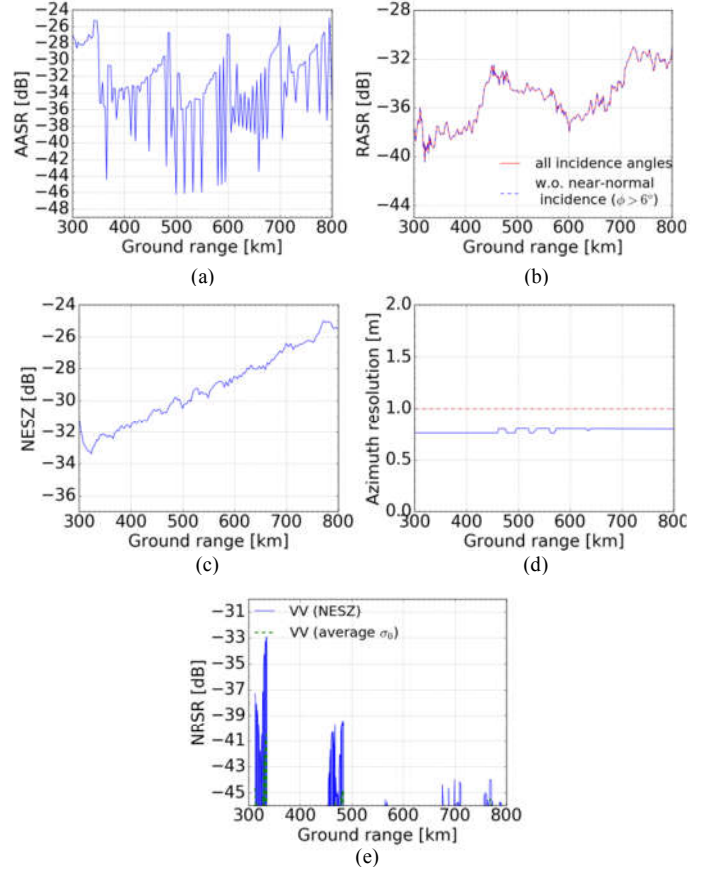 AASR [dB]
−24
−26
−28
−30
−33
−34
−36
−39
−41
−42
−44
−46
−49
300 400 500 600 700 800
Ground range [km]
(a)
RASR [dB]
−28
−32
−36
−40
−44
all incidence angles
w.o. near-normal
incidence (ϕ > 6°)
300 400 500 600 700 800
Ground range [km]
(b)
NESZ [dB]
−24
−26
−28
−30
−32
−34
−36
−37
300 400 500 600 700 800
Ground range [km]
(c)
Azimuth resolution [m]
2.0
1.5
1.0
0.5
0.0
300 400 500 600 700 800
Ground range [km]
(d)
NRSR [dB]
−31
−33
−35
−37
−39
−41
−43
−45
VV (NESZ)
VV (average σ₀)
300 400 500 600 700 800
Ground range [km]
(e)